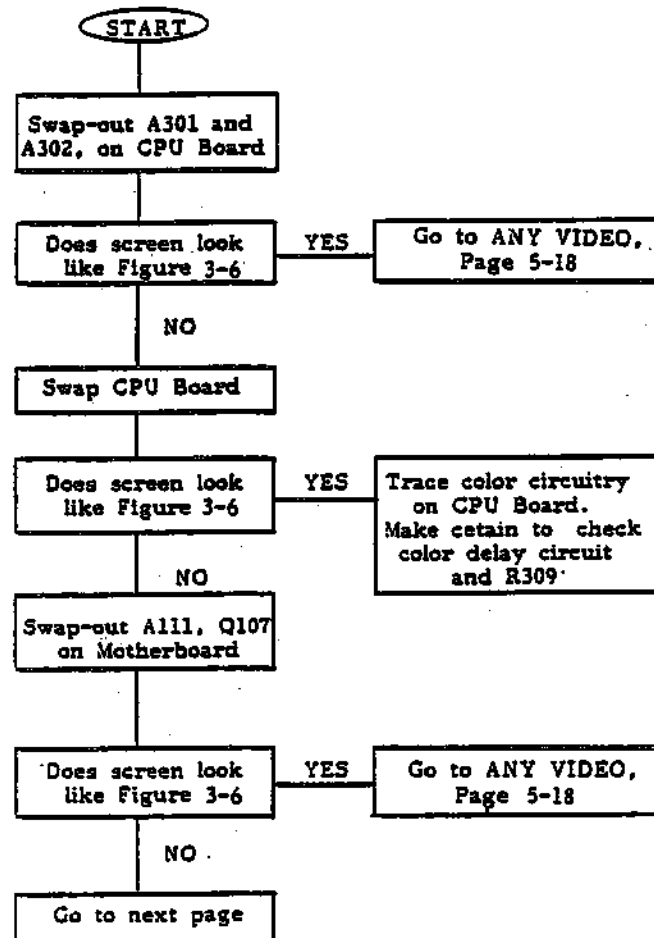 START
Swap-out A301 and
A302, on CPU Board
Does screen look
like Figure 3-6
YES
Go to ANY VIDEO,
Page 5-18
NO
Swap CPU Board
Does screen look
like Figure 3-6
YES
Trace color circuitry
on CPU Board.
Make cetain to check
color delay circuit
and R309
NO
Swap-out A111, Q107
on Motherboard
Does screen look
like Figure 3-6
YES
Go to ANY VIDEO,
Page 5-18
NO
Go to next page